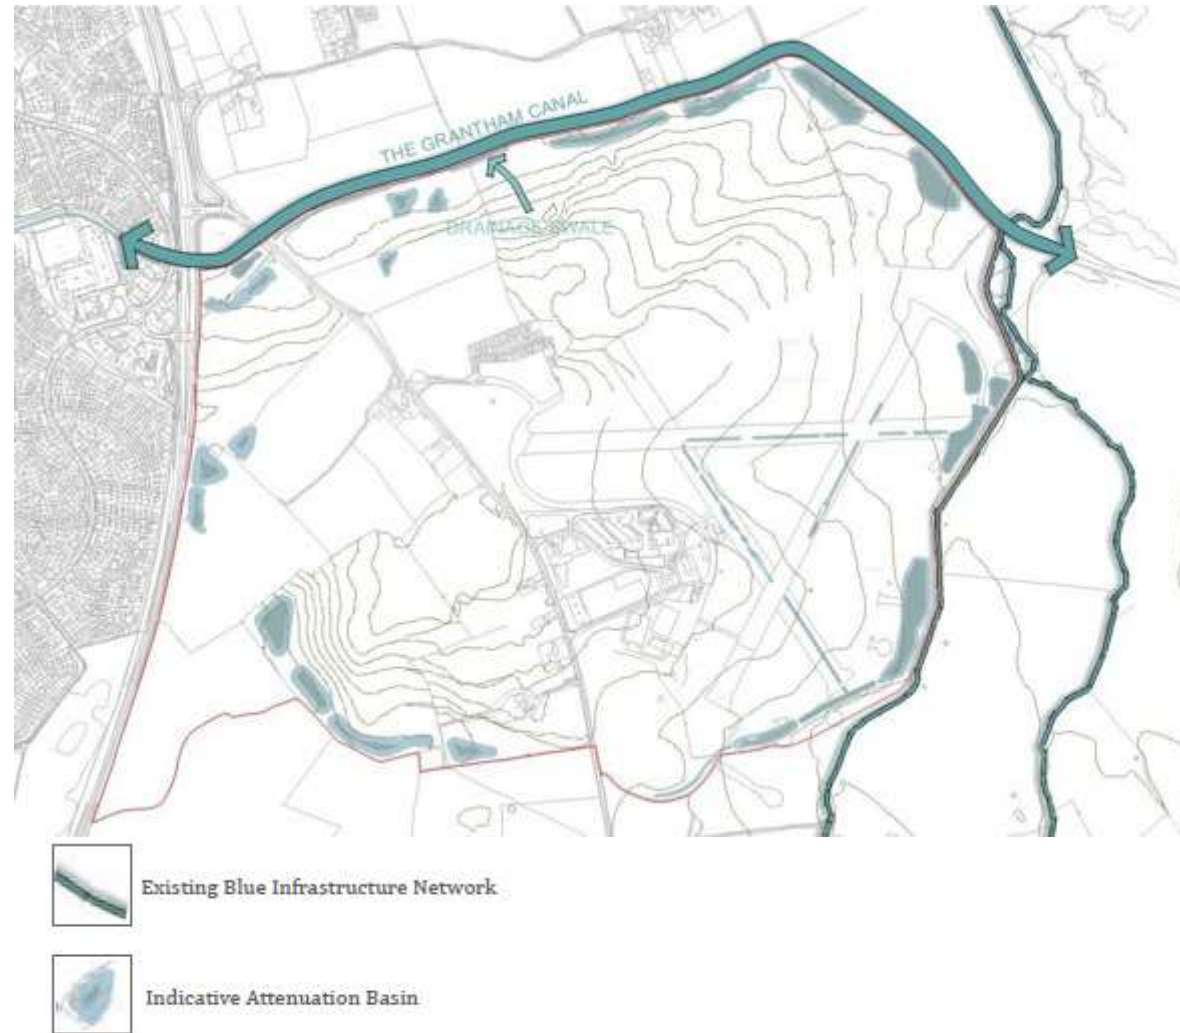 THE GRANTHAM CANAL
DRAINAGE SWALE
Existing Blue Infrastructure Network
Indicative Attenuation Basin